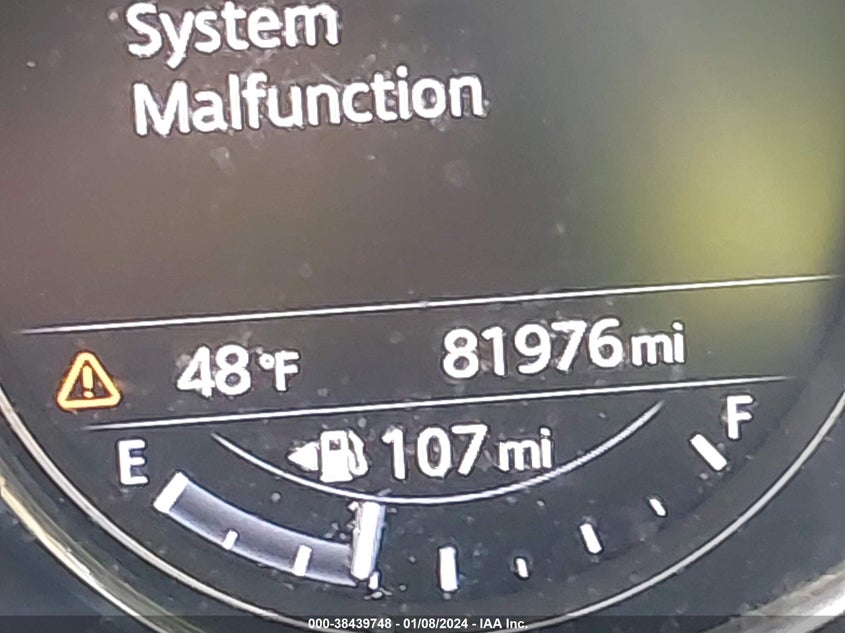 System
Malfunction
48°F 81976 mi
107 mi
E F
000-38439748 - 01/08/2024 - IAA Inc.